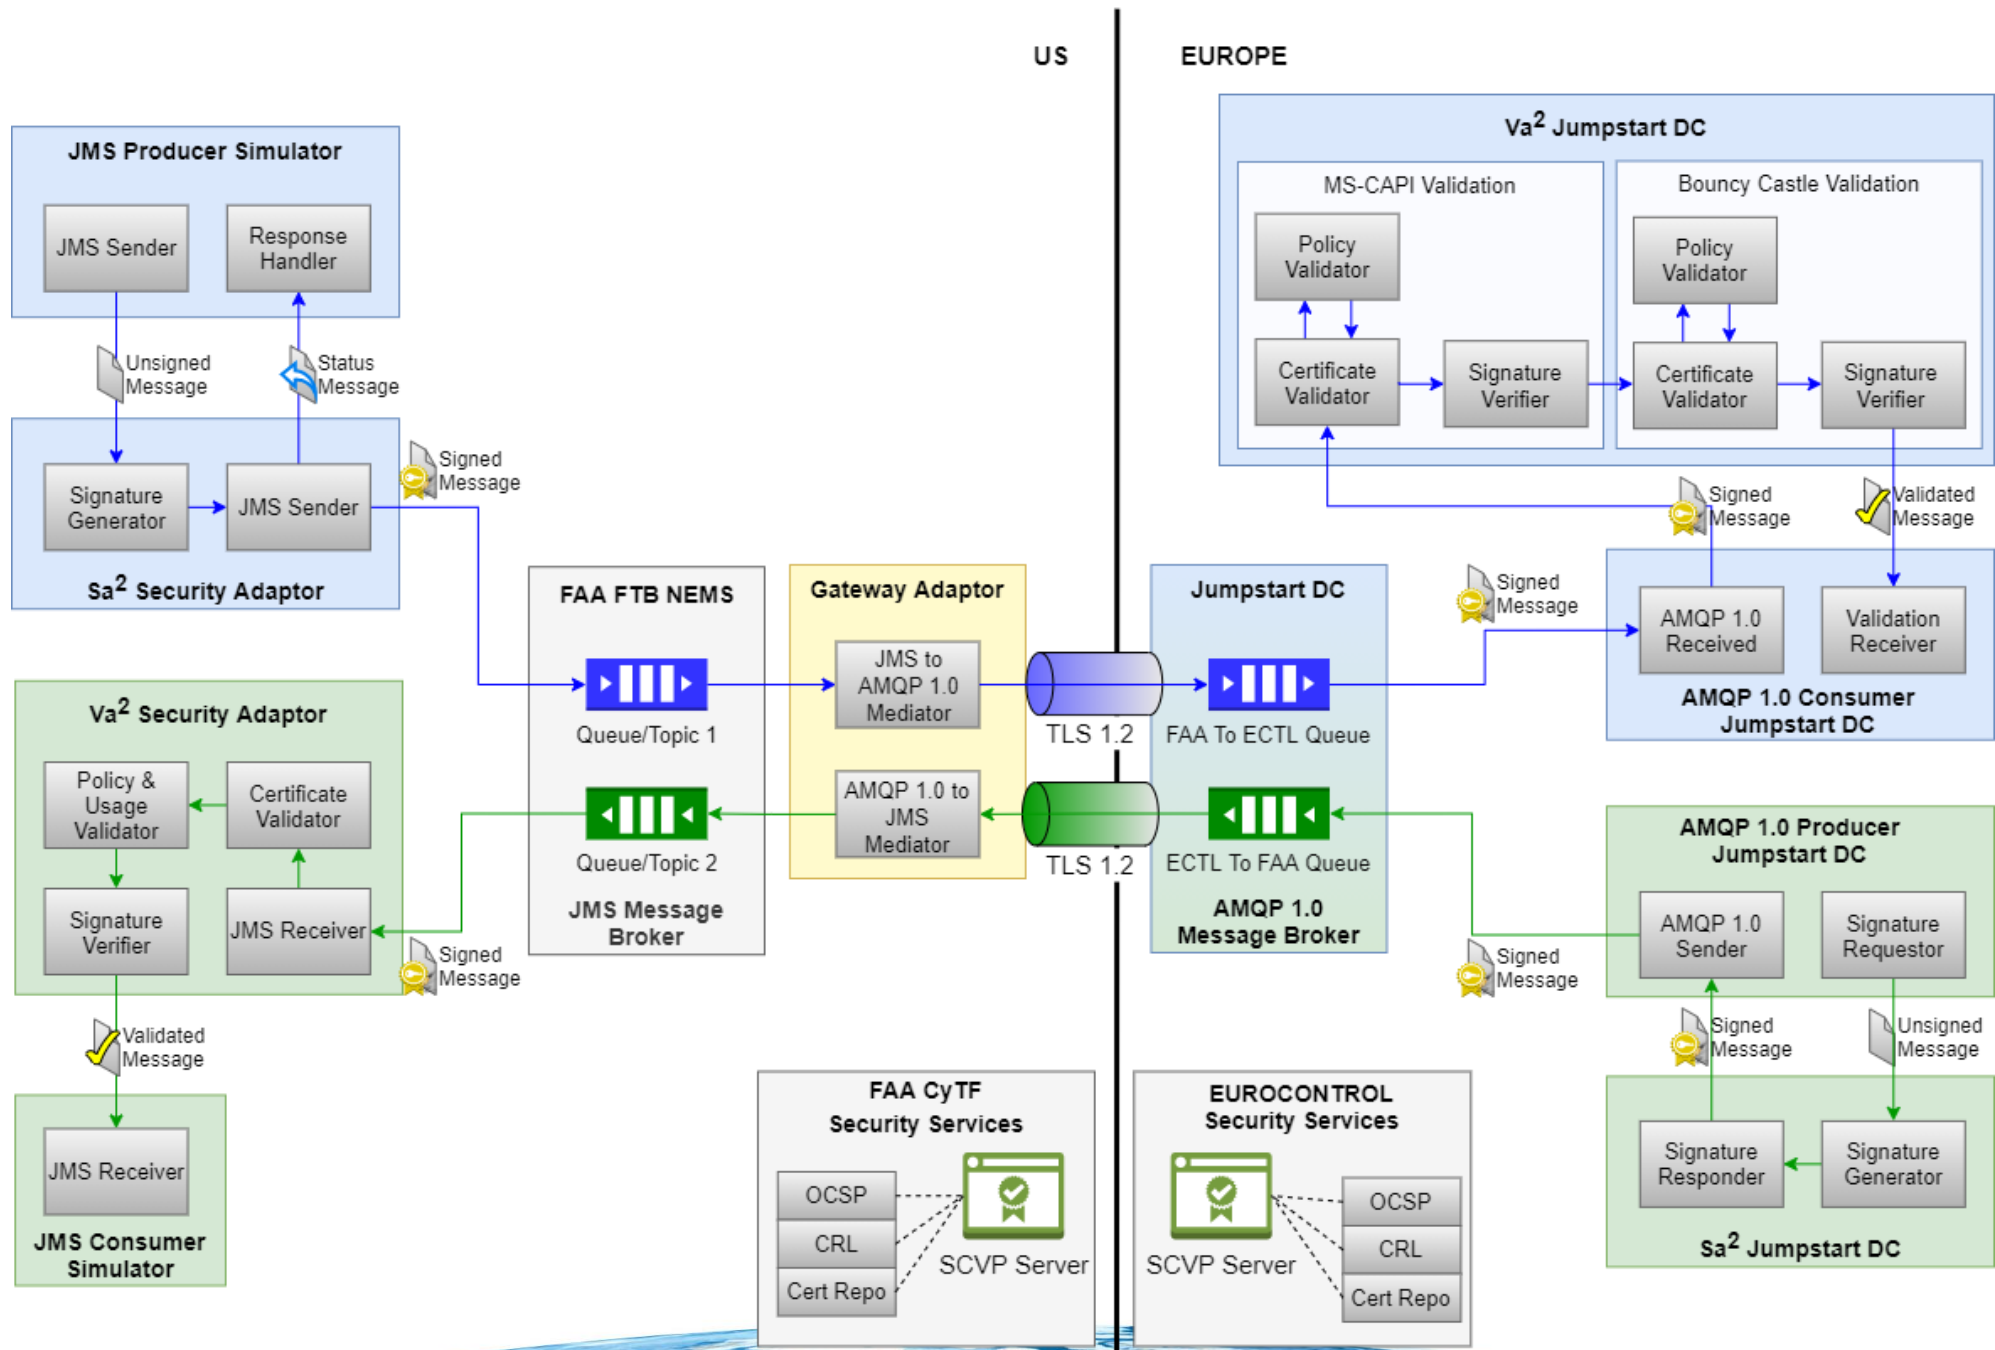 US
EUROPE
JMS Producer Simulator
JMS Sender
Response
Handler
Unsigned
Message
Status
Message
Signature
Generator
JMS Sender
Sa2 Security Adaptor
Signed
Message
Va2 Security Adaptor
Policy &
Usage
Validator
Certificate
Validator
Signature
Verifier
JMS Receiver
Signed
Message
Validated
Message
JMS Receiver
JMS Consumer
Simulator
FAA FTB NEMS
Queue/Topic 1
Queue/Topic 2
JMS Message
Broker
Gateway Adaptor
JMS to
AMQP 1.0
Mediator
AMQP 1.0 to
JMS
Mediator
TLS 1.2
TLS 1.2
Jumpstart DC
FAA To ECTL Queue
ECTL To FAA Queue
AMQP 1.0
Message Broker
Va2 Jumpstart DC
MS-CAPI Validation
Policy
Validator
Certificate
Validator
Signature
Verifier
Bouncy Castle Validation
Policy
Validator
Certificate
Validator
Signature
Verifier
Signed
Message
Validated
Message
Signed
Message
AMQP 1.0
Received
Validation
Receiver
AMQP 1.0 Consumer
Jumpstart DC
AMQP 1.0 Producer
Jumpstart DC
AMQP 1.0
Sender
Signature
Requestor
Signed
Message
Signed
Message
Unsigned
Message
Signature
Responder
Signature
Generator
Sa2 Jumpstart DC
FAA CyTF
Security Services
OCSP
CRL
Cert Repo
SCVP Server
EUROCONTROL
Security Services
SCVP Server
OCSP
CRL
Cert Repo